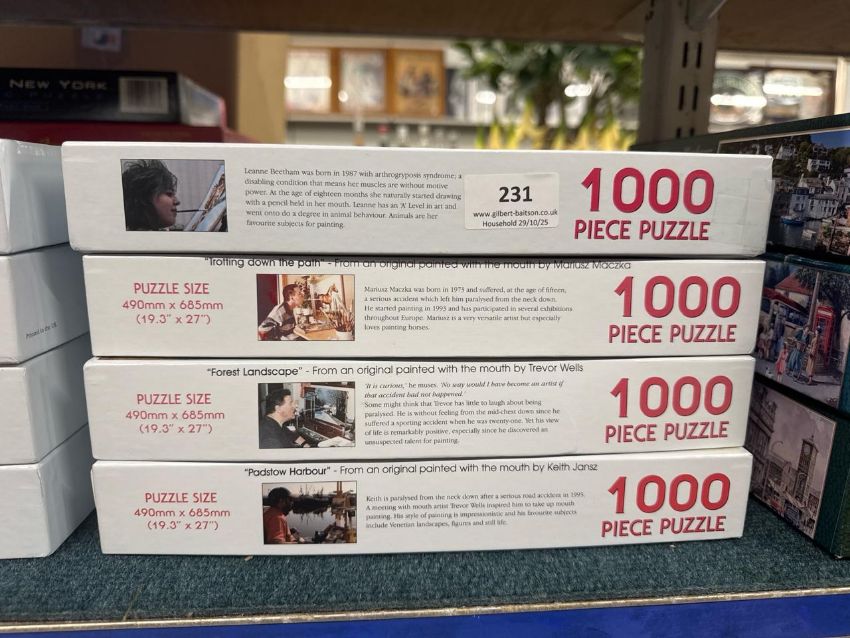 NEW YORK
Leanne Beetham was born in 1987 with arthrogryposis syndrome; a
disabling condition that means her muscles are without motive
power. At the age of eighteen months she naturally started drawing
with a pencil held in her mouth. Leanne has an 'A' Level in art and
went onto do a degree in animal behaviour. Animals are her
favourite subjects for painting.
231
www.gilbert-baitson.co.uk
Household 29/10/25
1000
PIECE PUZZLE
"Trotting down the path" - From an original painted with the mouth by Mariusz Maczka
PUZZLE SIZE
490mm x 685mm
(19.3" x 27")
Mariusz Maczka was born in 1975 and suffered, at the age of fifteen,
a serious accident which left him paralysed from the neck down.
He started painting in 1993 and has participated in several exhibitions
throughout Europe. Mariusz is a very versatile artist but especially
loves painting horses.
1000
PIECE PUZZLE
"Forest Landscape" - From an original painted with the mouth by Trevor Wells
PUZZLE SIZE
490mm x 685mm
(19.3" x 27")
'It is curious,' he muses. 'No way would I have become an artist if
that accident had not happened.'
Some might think that Trevor has little to laugh about being
paralysed. He is without feeling from the mid-chest down since he
suffered a sporting accident when he was twenty-one. Yet his view
of life is remarkably positive, especially since he discovered an
unsuspected talent for painting.
1000
PIECE PUZZLE
"Padstow Harbour" - From an original painted with the mouth by Keith Jansz
PUZZLE SIZE
490mm x 685mm
(19.3" x 27")
Keith is paralysed from the neck down after a serious road accident in 1995.
A meeting with mouth artist Trevor Wells inspired him to take up mouth
painting. His style of painting is impressionistic and his favourite subjects
include Venetian landscapes, figures and still life.
1000
PIECE PUZZLE
Printed in the UK